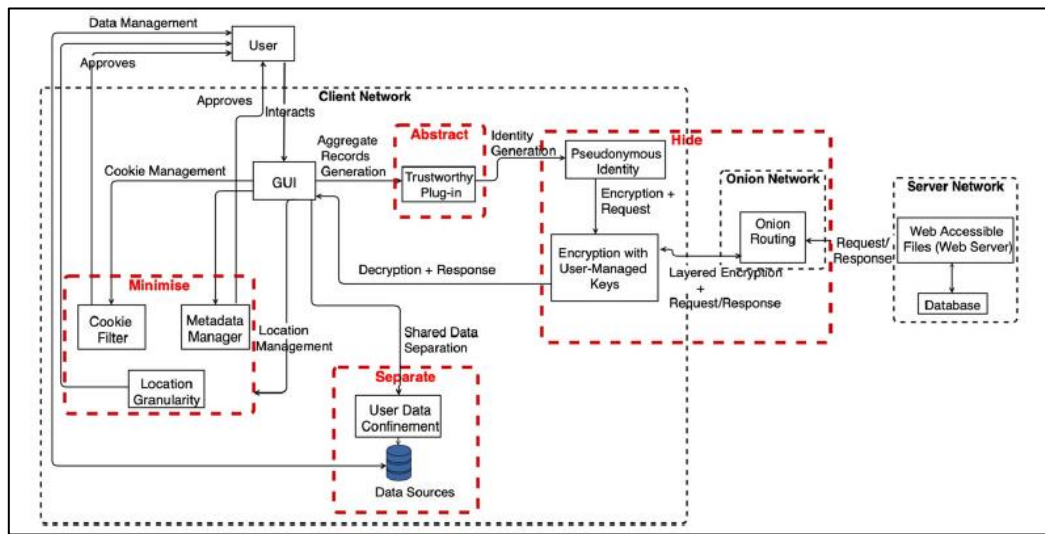 Data Management
User
Approves
Client Network
Approves
Interacts
Abstract
Aggregate
Records
Generation
Identity
Generation
Hide
Pseudonymous
Identity
Trustworthy
Plug-in
Cookie Management
GUI
Encryption +
Request
Onion Network
Onion
Routing
Server Network
Web Accessible
Files (Web Server)
Request/
Response
Database
Encryption with
User-Managed
Keys
Layered Encryption
+
Request/Response
Decryption + Response
Minimise
Cookie
Filter
Metadata
Manager
Location
Management
Location
Granularity
Shared Data
Separation
Separate
User Data
Confinement
Data Sources